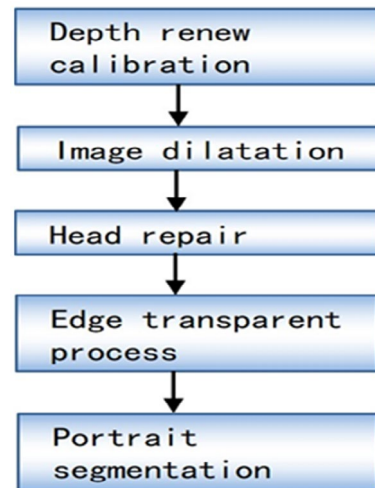 Depth renew
calibration
Image dilatation
Head repair
Edge transparent
process
Portrait
segmentation